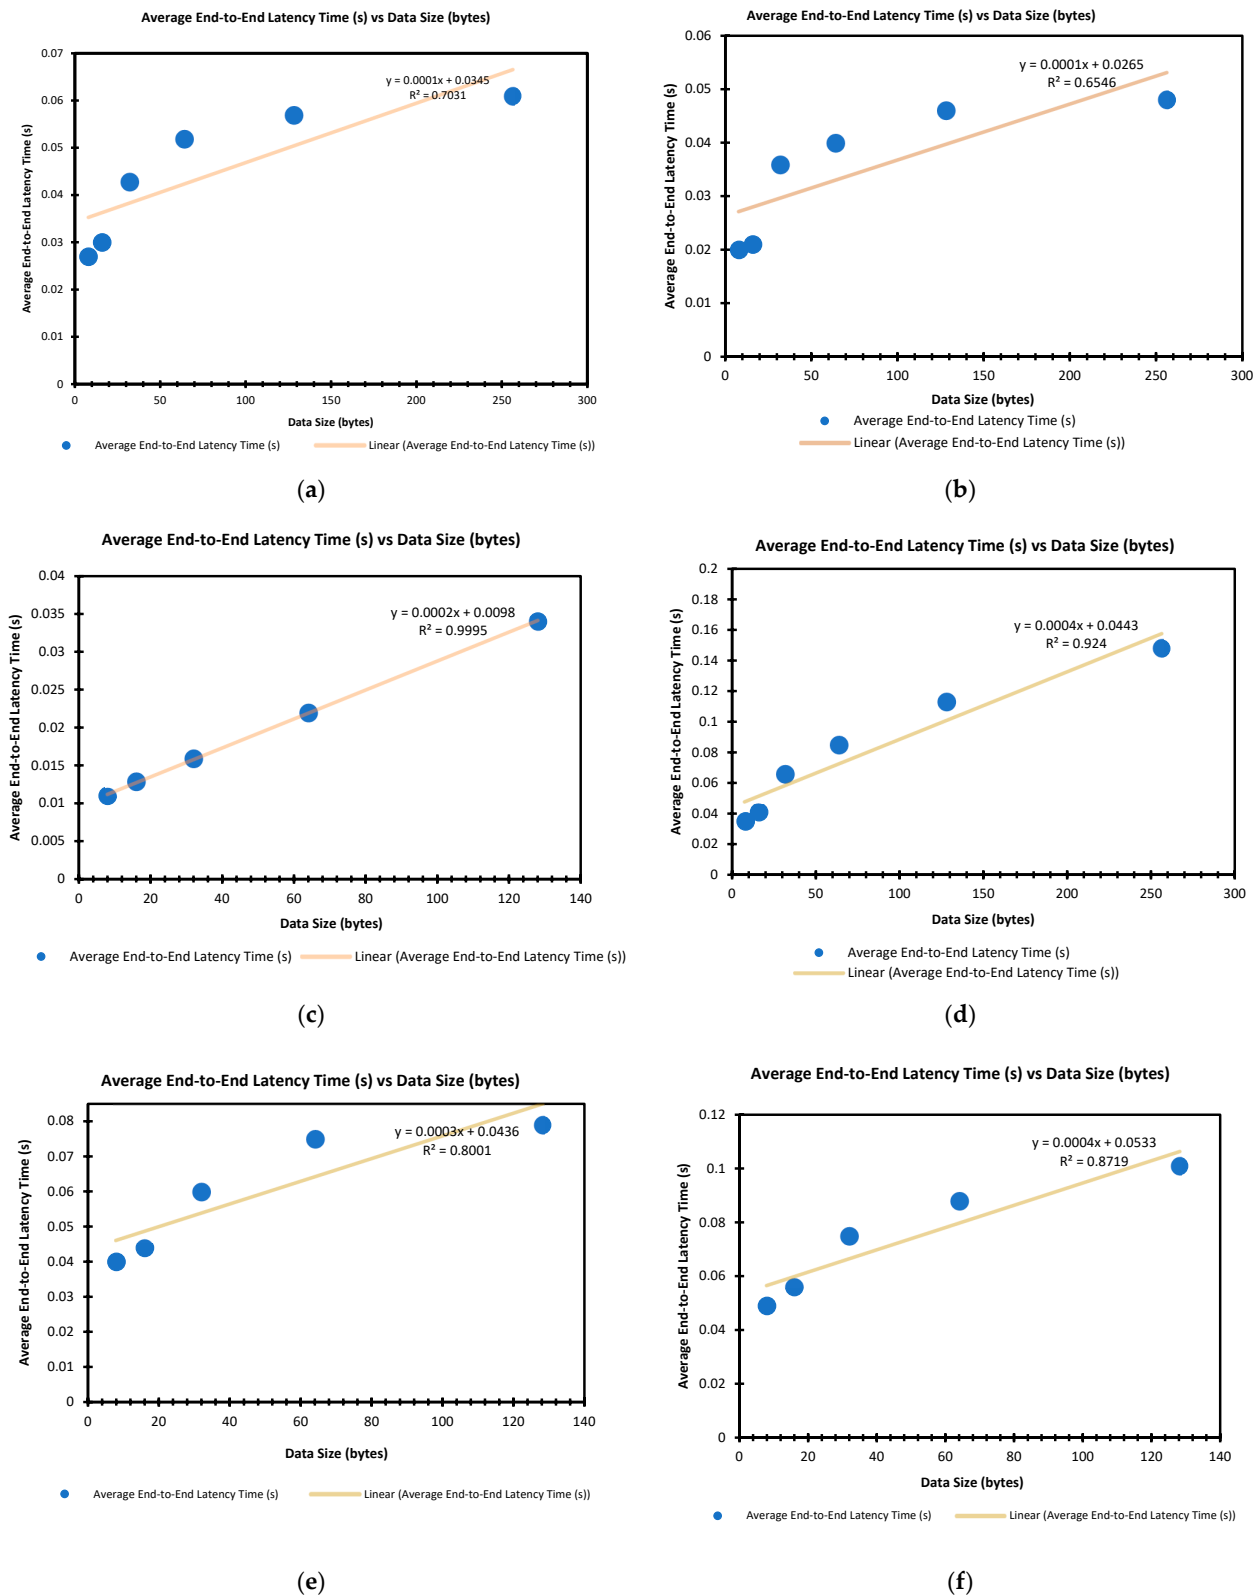 Average End-to-End Latency Time (s) vs Data Size (bytes)
0.07
0.06
0.05
0.04
0.03
0.02
0.01
0
Average End-to-End Latency Time (s)
y = 0.0001x + 0.0345
R² = 0.7031
0 50 100 150 200 250 300
Data Size (bytes)
Average End-to-End Latency Time (s) Linear (Average End-to-End Latency Time (s))
(a)
Average End-to-End Latency Time (s) vs Data Size (bytes)
0.06
0.05
0.04
0.03
0.02
0.01
0
Average End-to-End Latency Time (s)
y = 0.0001x + 0.0265
R² = 0.6546
0 50 100 150 200 250 300
Data Size (bytes)
Average End-to-End Latency Time (s)
Linear (Average End-to-End Latency Time (s))
(b)
Average End-to-End Latency Time (s) vs Data Size (bytes)
0.04
0.035
0.03
0.025
0.02
0.015
0.01
0.005
0
Average End-to-End Latency Time (s)
y = 0.0002x + 0.0098
R² = 0.9995
0 20 40 60 80 100 120 140
Data Size (bytes)
Average End-to-End Latency Time (s) Linear (Average End-to-End Latency Time (s))
(c)
Average End-to-End Latency Time (s) vs Data Size (bytes)
0.2
0.18
0.16
0.14
0.12
0.1
0.08
0.06
0.04
0.02
0
Average End-to-End Latency Time (s)
y = 0.0004x + 0.0443
R² = 0.924
0 50 100 150 200 250 300
Data Size (bytes)
Average End-to-End Latency Time (s)
Linear (Average End-to-End Latency Time (s))
(d)
Average End-to-End Latency Time (s) vs Data Size (bytes)
0.08
0.07
0.06
0.05
0.04
0.03
0.02
0.01
0
Average End-to-End Latency Time (s)
y = 0.0003x + 0.0436
R² = 0.8001
0 20 40 60 80 100 120 140
Data Size (bytes)
Average End-to-End Latency Time (s) Linear (Average End-to-End Latency Time (s))
(e)
Average End-to-End Latency Time (s) vs Data Size (bytes)
0.12
0.1
0.08
0.06
0.04
0.02
0
Average End-to-End Latency Time (s)
y = 0.0004x + 0.0533
R² = 0.8719
0 20 40 60 80 100 120 140
Data Size (bytes)
Average End-to-End Latency Time (s) Linear (Average End-to-End Latency Time (s))
(f)